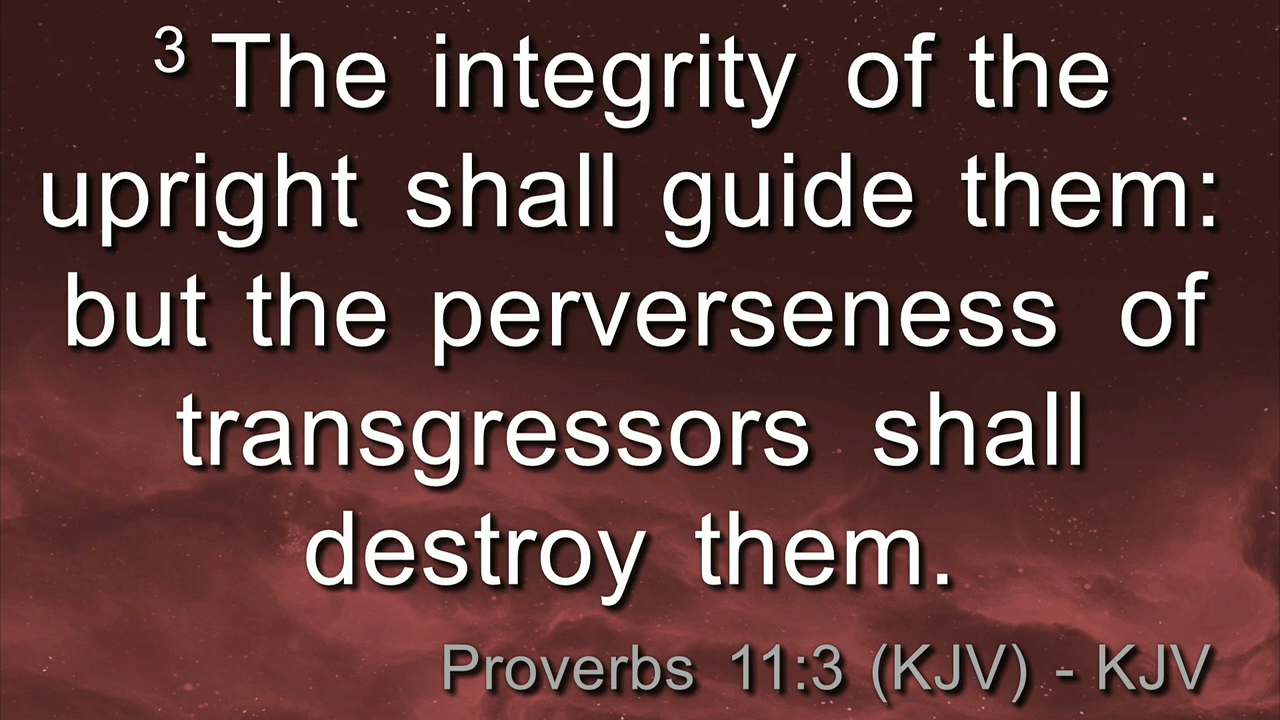 3 The integrity of the
upright shall guide them:
but the perverseness of
transgressors shall
destroy them.
Proverbs 11:3 (KJV) - KJV